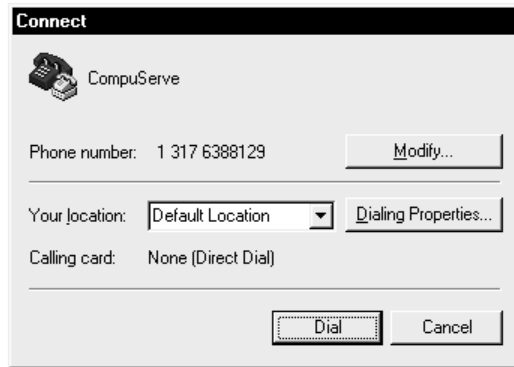 Connect
CompuServe
Phone number: 1 317 6388129 Modify...
Your location: Default Location Dialing Properties...
Calling card: None (Direct Dial)
Dial Cancel